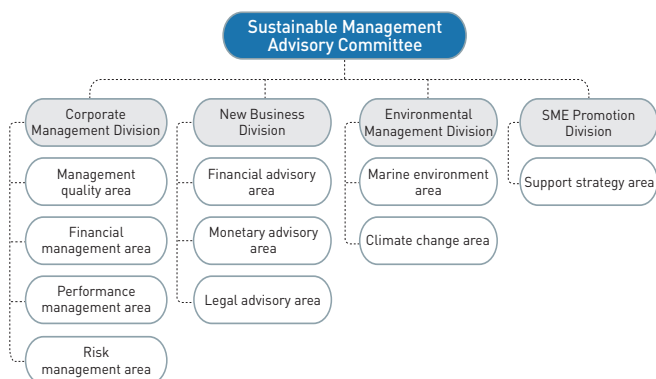 Sustainable Management
Advisory Committee
Corporate
Management Division
New Business
Division
Environmental
Management Division
SME Promotion
Division
Management
quality area
Financial advisory
area
Marine environment
area
Support strategy area
Financial
management area
Monetary advisory
area
Climate change area
Performance
management area
Legal advisory area
Risk
management area